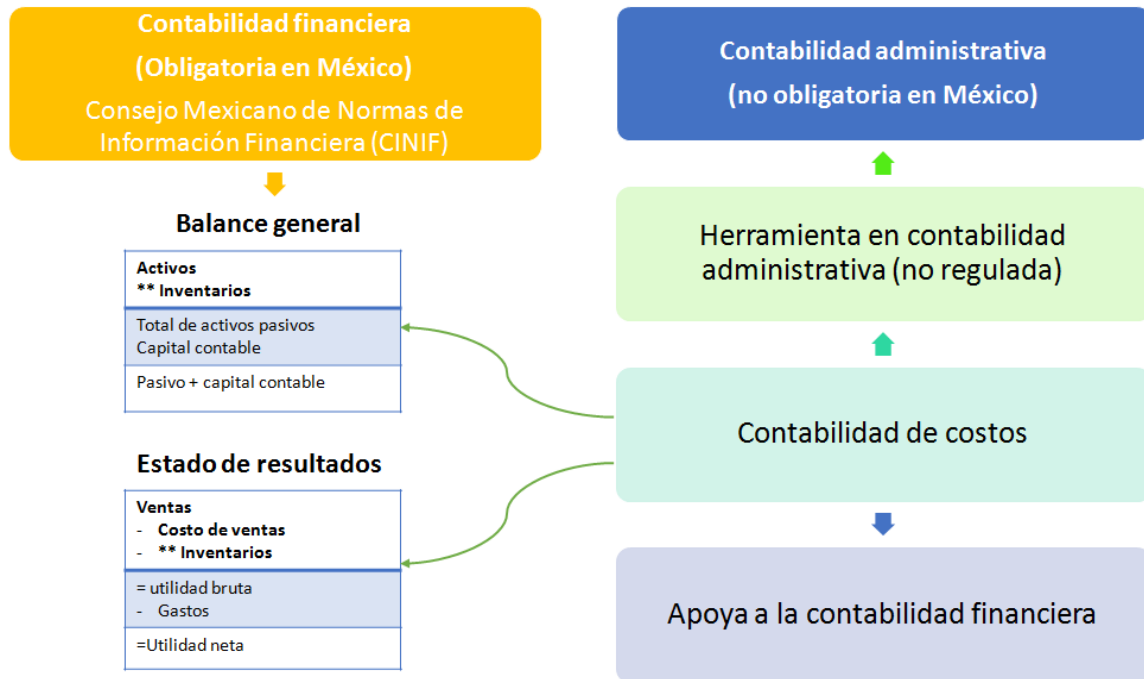 Contabilidad financiera
(Obligatoria en México)
Consejo Mexicano de Normas de
Información Financiera (CINIF)
Balance general
Activos
** Inventarios
Total de activos pasivos
Capital contable
Pasivo + capital contable
Estado de resultados
Ventas
- Costo de ventas
- ** Inventarios
= utilidad bruta
- Gastos
=Utilidad neta
Contabilidad administrativa
(no obligatoria en México)
Herramienta en contabilidad
administrativa (no regulada)
Contabilidad de costos
Apoya a la contabilidad financiera